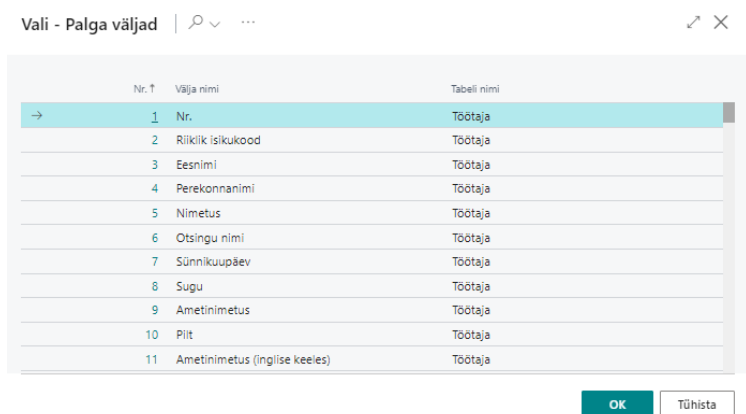 Vali - Palga väljad
Nr. ↑ Välja nimi Tabeli nimi
→ 1 Nr. Töötaja
2 Riiklik isikukood Töötaja
3 Eesnimi Töötaja
4 Perekonnanimi Töötaja
5 Nimetus Töötaja
6 Otsingu nimi Töötaja
7 Sünnikuupäev Töötaja
8 Sugu Töötaja
9 Ametinimetus Töötaja
10 Pilt Töötaja
11 Ametinimetus (inglise keeles) Töötaja
OK Tühista